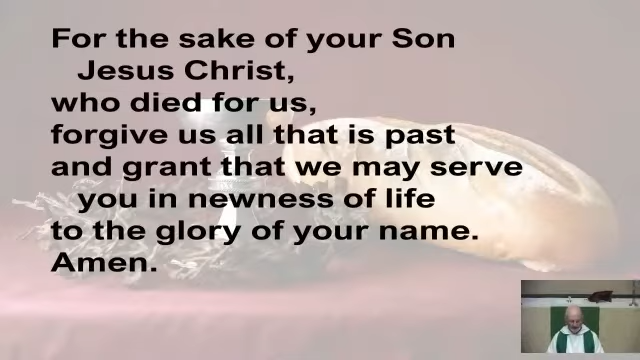 For the sake of your Son
Jesus Christ,
who died for us,
forgive us all that is past
and grant that we may serve
you in newness of life
to the glory of your name.
Amen.